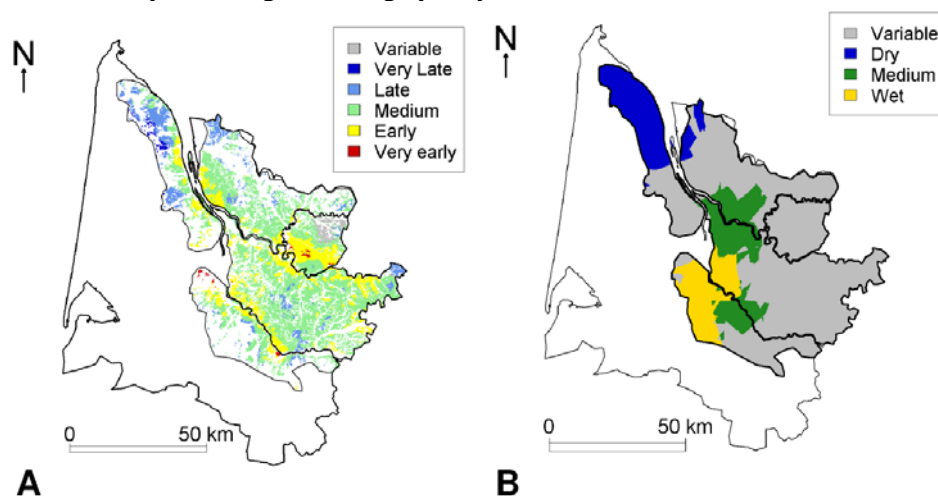 N
Variable
Very Late
Late
Medium
Early
Very early
0 50 km
A
N
Variable
Dry
Medium
Wet
0 50 km
B